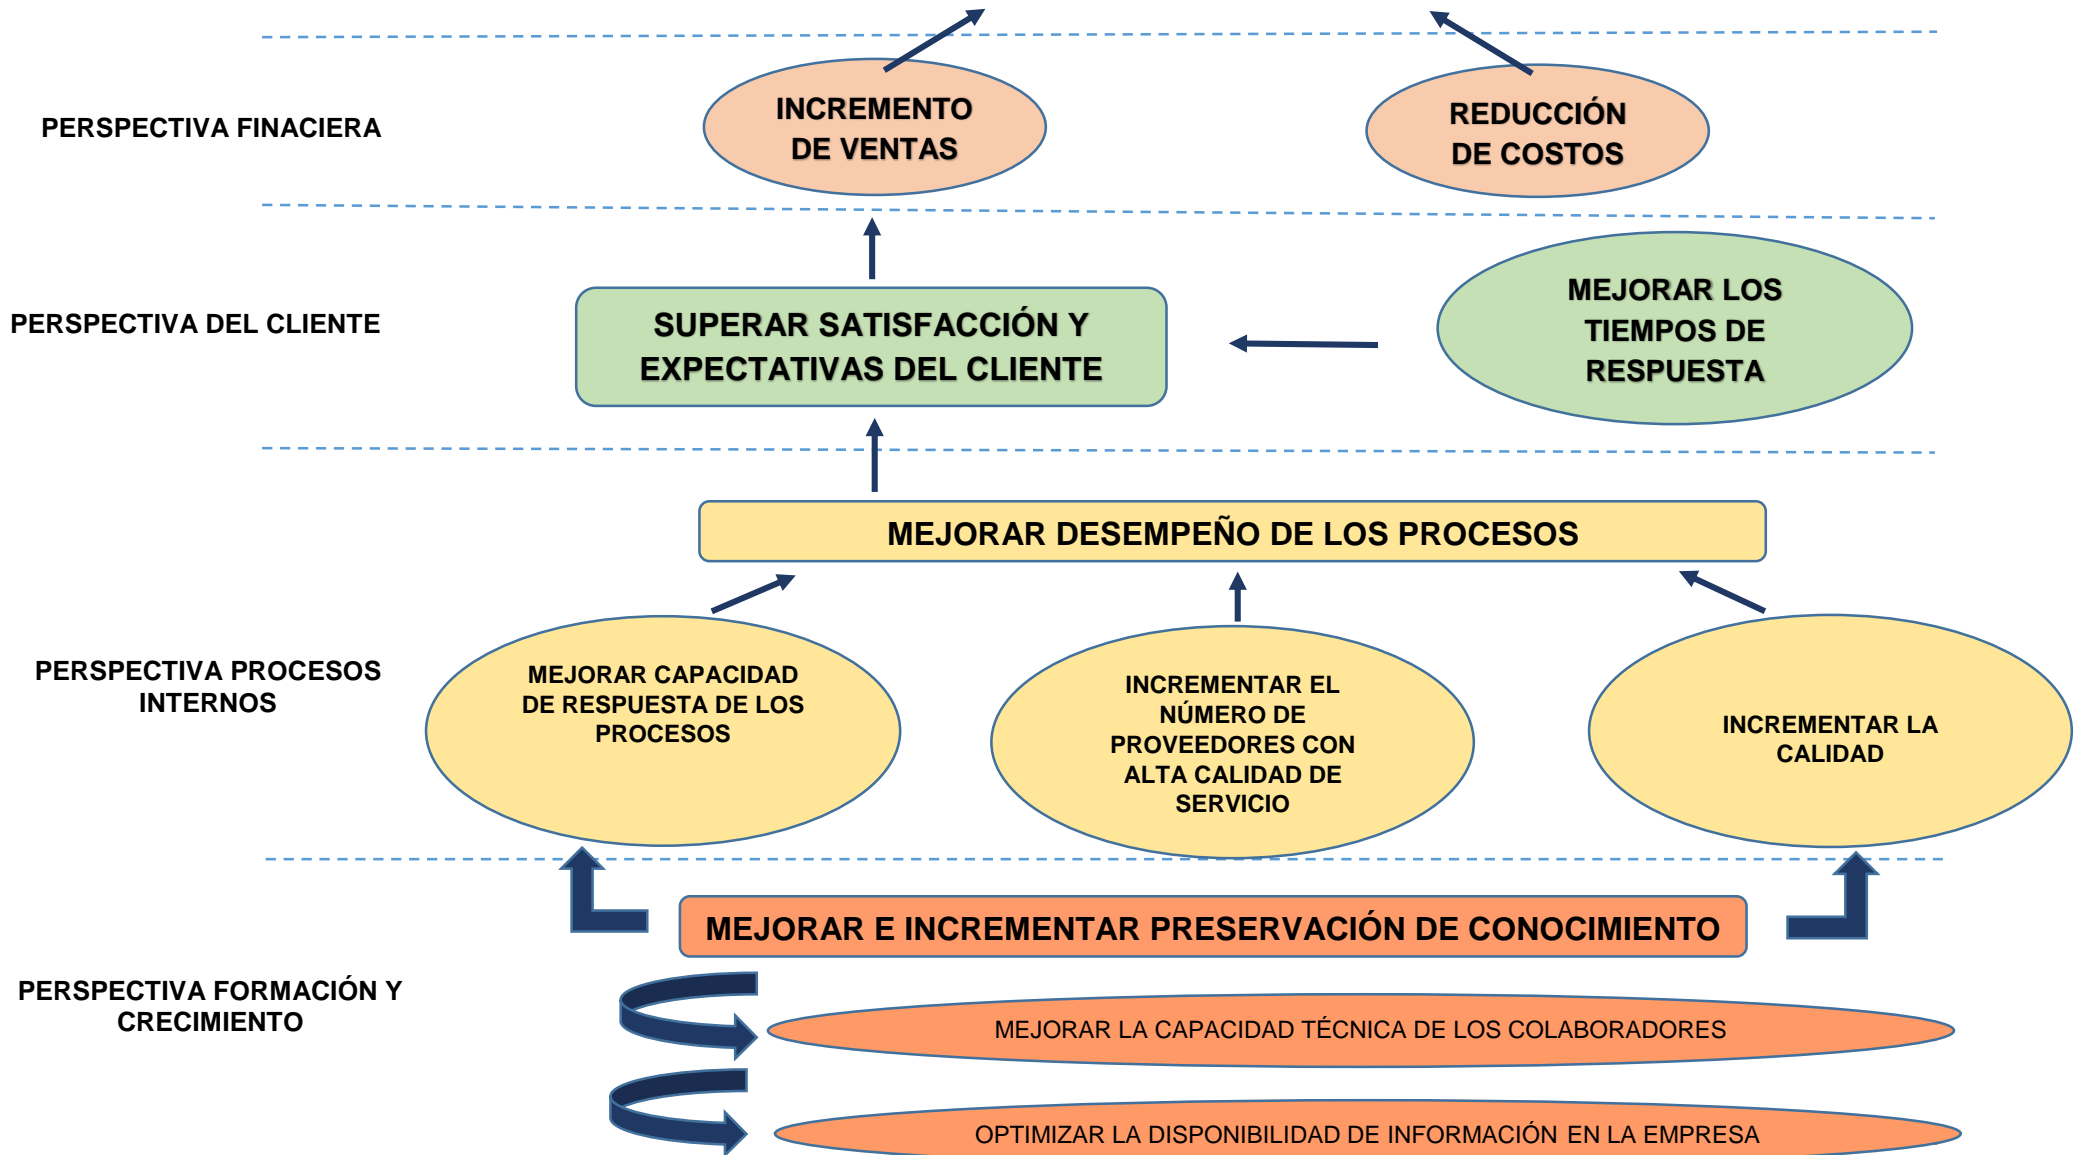 PERSPECTIVA FINACIERA
INCREMENTO
DE VENTAS
REDUCCIÓN
DE COSTOS
PERSPECTIVA DEL CLIENTE
SUPERAR SATISFACCIÓN Y
EXPECTATIVAS DEL CLIENTE
MEJORAR LOS
TIEMPOS DE
RESPUESTA
MEJORAR DESEMPEÑO DE LOS PROCESOS
PERSPECTIVA PROCESOS
INTERNOS
MEJORAR CAPACIDAD
DE RESPUESTA DE LOS
PROCESOS
INCREMENTAR EL
NÚMERO DE
PROVEEDORES CON
ALTA CALIDAD DE
SERVICIO
INCREMENTAR LA
CALIDAD
MEJORAR E INCREMENTAR PRESERVACIÓN DE CONOCIMIENTO
PERSPECTIVA FORMACIÓN Y
CRECIMIENTO
MEJORAR LA CAPACIDAD TÉCNICA DE LOS COLABORADORES
OPTIMIZAR LA DISPONIBILIDAD DE INFORMACIÓN EN LA EMPRESA